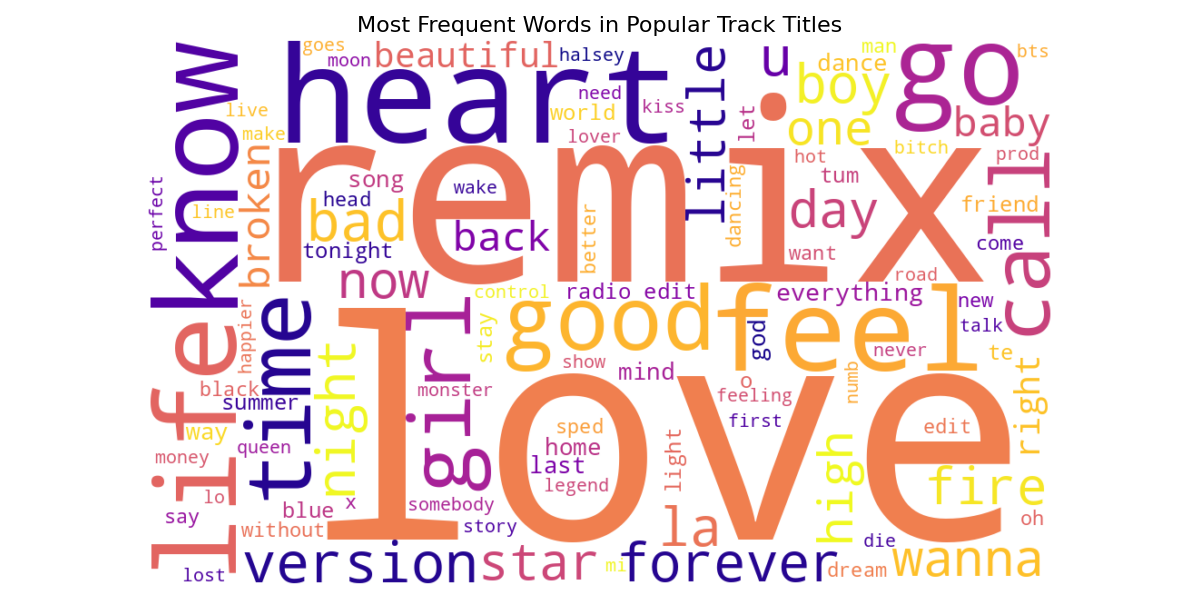 Most Frequent Words in Popular Track Titles
know
heart
go
goes
moon
beautiful
halsey
little
u
man
dance
bts
boy
need
world
kiss
lover
let
one
baby
live
make
bitch
prod
hot
remix
broken
song
head
wake
bad
tonight
back
better
dancing
tum
day
want
friend
call
come
perfect
line
now
road
control
radio edit
everything
new
talk
life
happier
time
girl
stay
good
feel
god
never
te
show
mind
o
feeling
numb
right
black
summer
night
monster
love
first
edit
way
queen
sped
home
last
legend
light
high
fire
money
lo
say
blue
x
somebody
story
without
la
oh
die
lost
version
star
mi
forever
dream
wanna